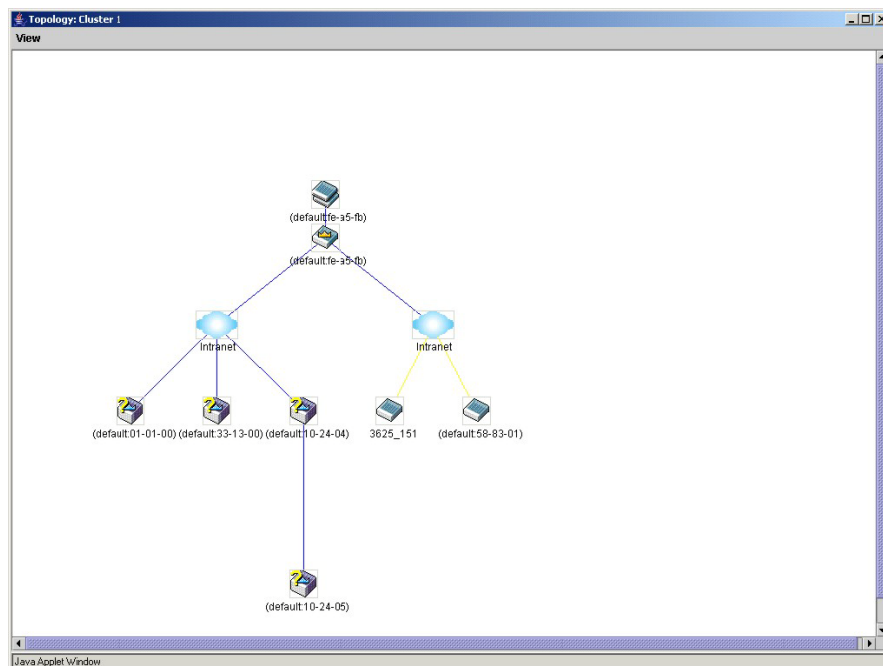 Topology: Cluster 1
View
(default:fe-a5-fb)
(default:fe-a5-fb)
Intranet
Intranet
(default:01-01-00)
(default:33-13-00)
(default:10-24-04)
3625_151
(default:58-83-01)
(default:10-24-05)
Java Applet Window